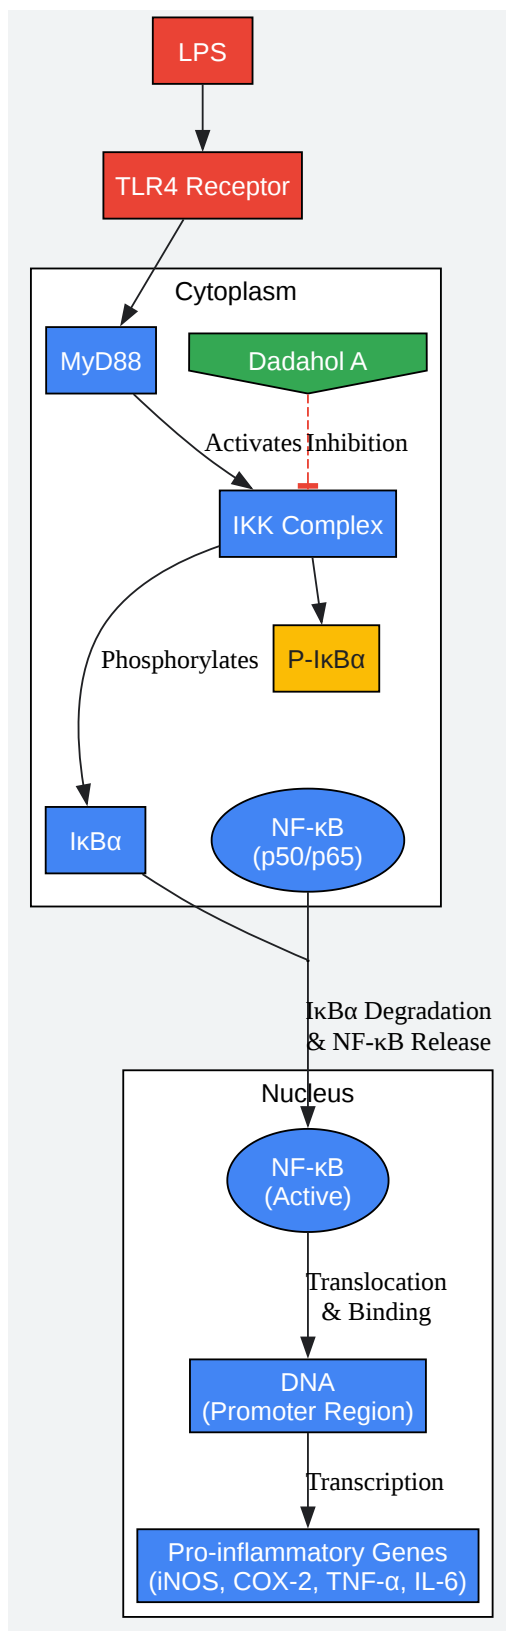 LPS
TLR4 Receptor
Cytoplasm
MyD88
Dadahol A
Activates
Inhibition
IKK Complex
Phosphorylates
P-IκBα
IκBα
NF-κB
(p50/p65)
IκBα Degradation
& NF-κB Release
Nucleus
NF-κB
(Active)
Translocation
& Binding
DNA
(Promoter Region)
Transcription
Pro-inflammatory Genes
(iNOS, COX-2, TNF-α, IL-6)